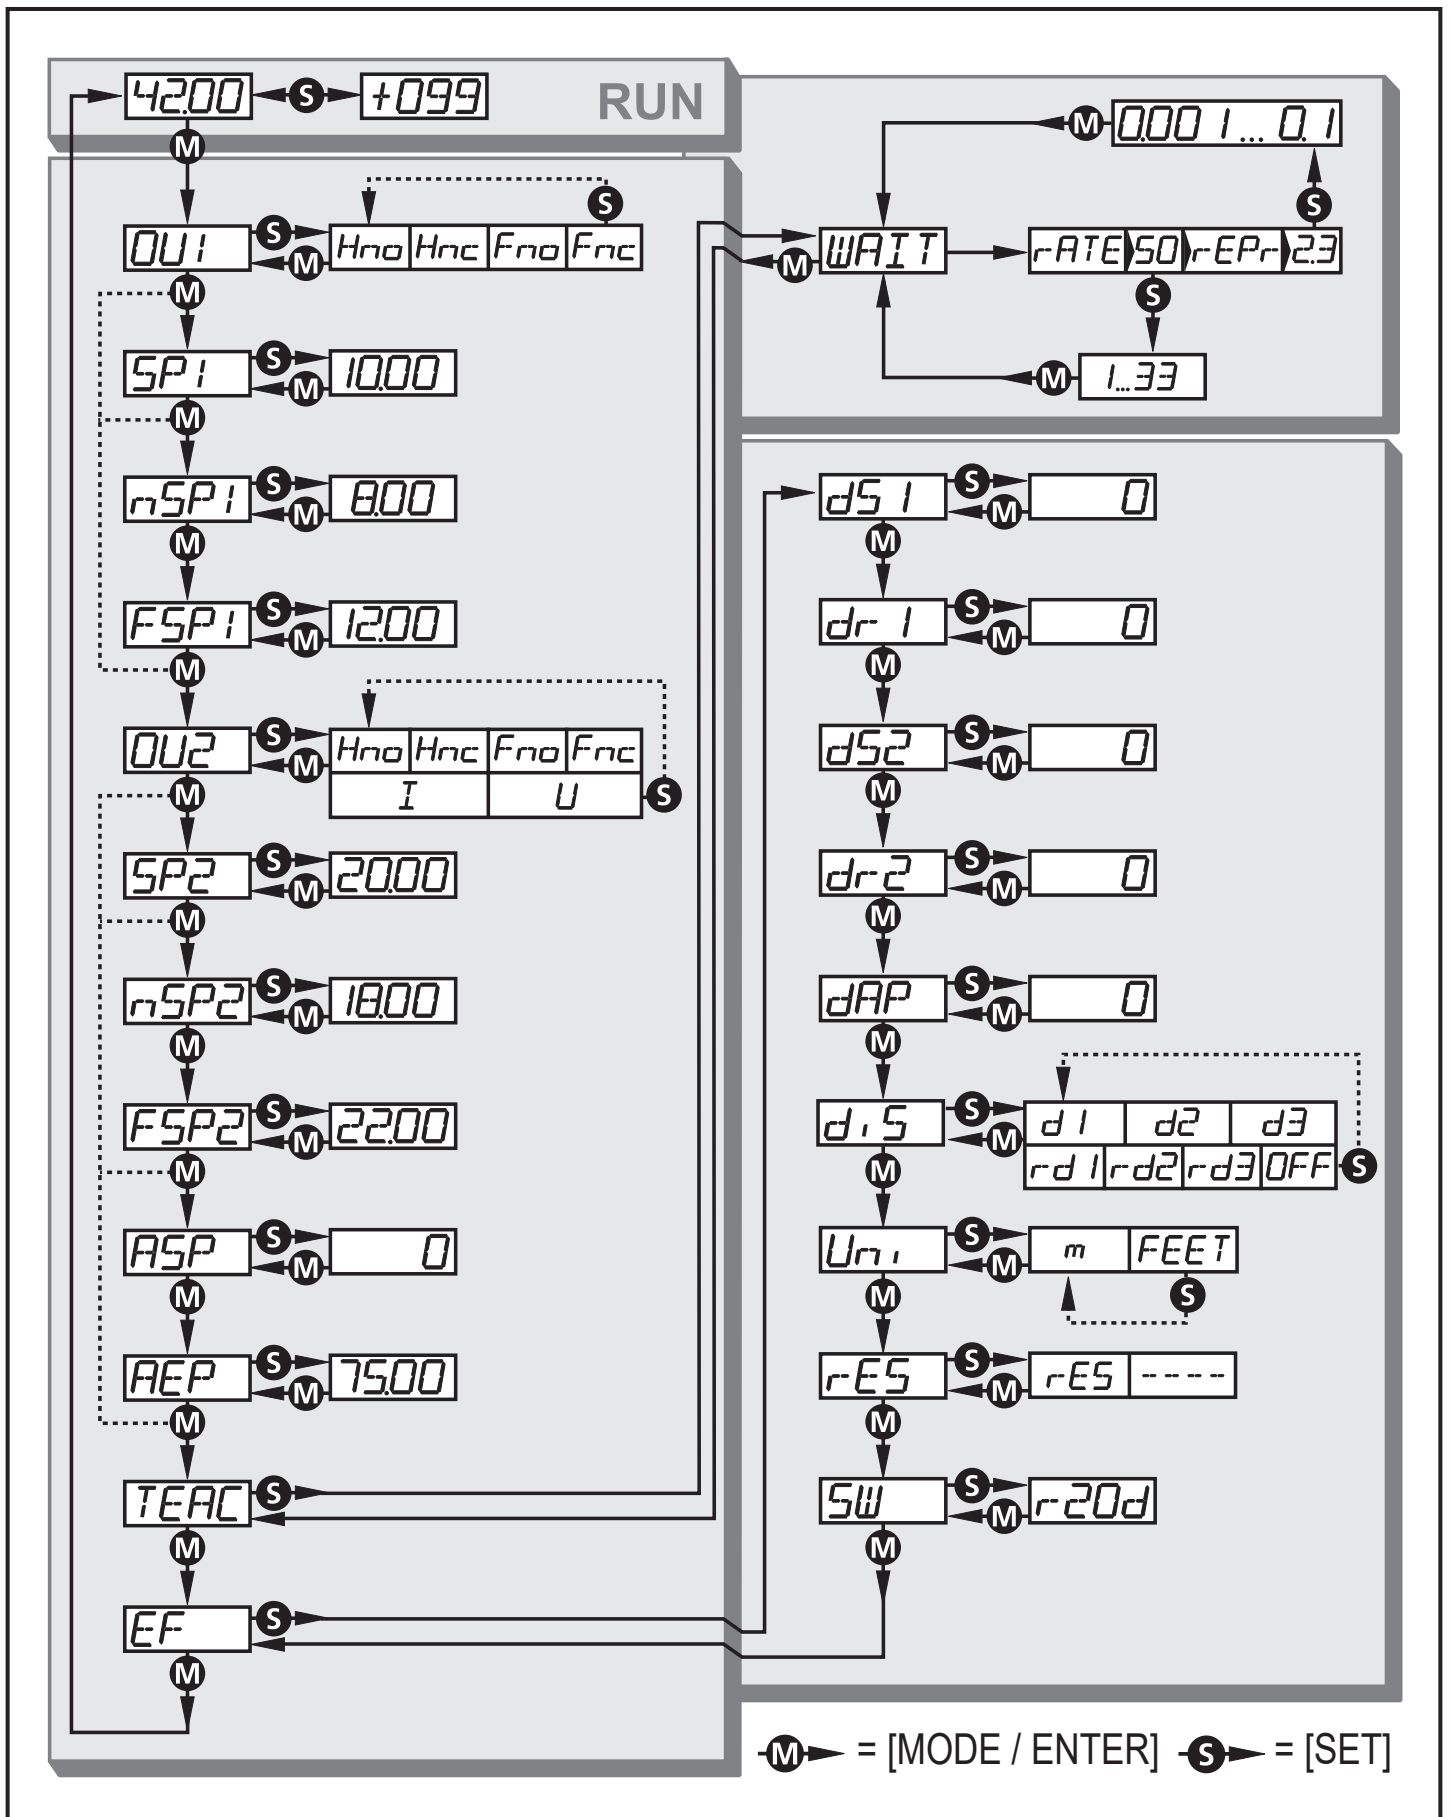 42.00 S +099 RUN
M
S
OU1 S M Hno Hnc Fno Fnc
M
SP1 S M 10.00
M
nSP1 S M 8.00
M
FSP1 S M 12.00
M
OU2 S M Hno Hnc Fno Fnc
I U S
M
SP2 S M 20.00
M
nSP2 S M 18.00
M
FSP2 S M 22.00
M
ASP S M 0
M
AEP S M 75.00
M
TEAC S
M
EF S
M
M 0.001... 0.1
S
M WAIT rATE 50 rEPr 2.3
S
M 1...33
dS1 S M 0
M
dr1 S M 0
M
dS2 S M 0
M
dr2 S M 0
M
dAP S M 0
M
diS S M d1 d2 d3
rd1 rd2 rd3 OFF S
M
Uni S M m FEET
S
M
rES S M rES ----
M
SW S M r20d
M
M = [MODE / ENTER] S = [SET]